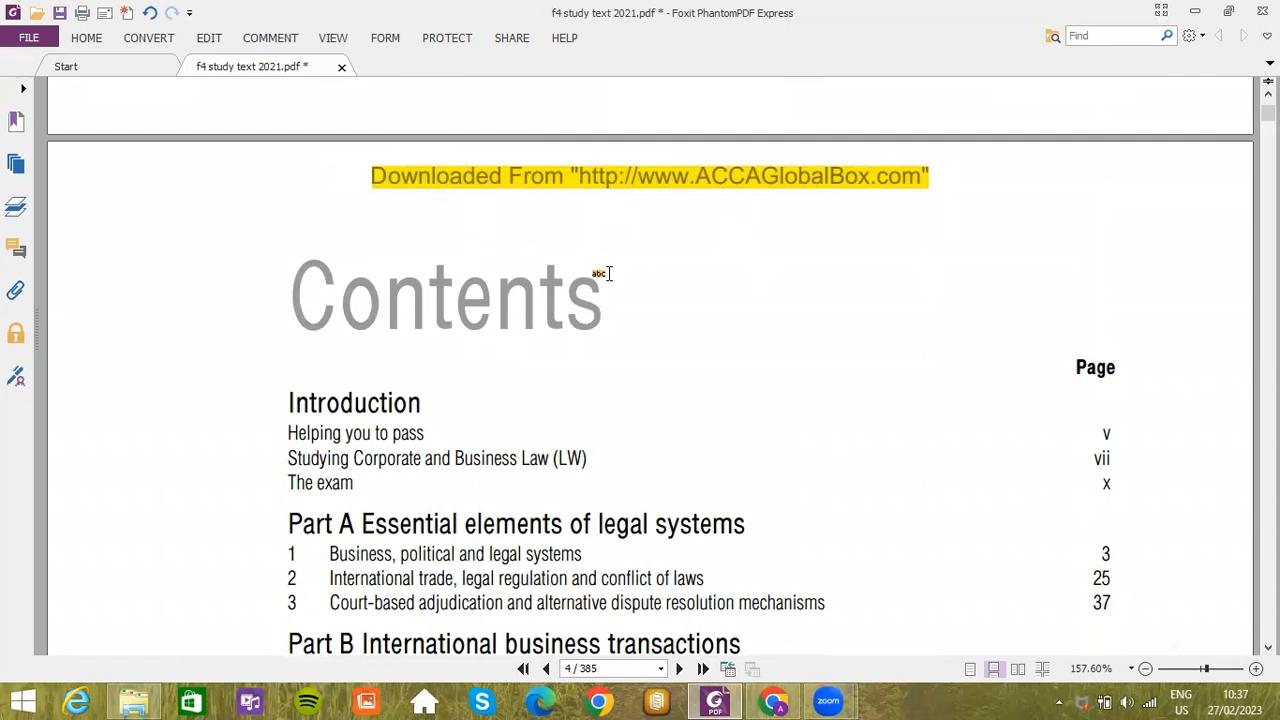 f4 study text 2021.pdf * - Foxit PhantomPDF Express
FILE HOME CONVERT EDIT COMMENT VIEW FORM PROTECT SHARE HELP
Find
Start
f4 study text 2021.pdf *
Downloaded From "http://www.ACCAGlobalBox.com"
Contents
abc
Page
Introduction
Helping you to pass v
Studying Corporate and Business Law (LW) vii
The exam x
Part A Essential elements of legal systems
1 Business, political and legal systems 3
2 International trade, legal regulation and conflict of laws 25
3 Court-based adjudication and alternative dispute resolution mechanisms 37
Part B International business transactions
4 / 385
157.60%
PDF
zoom
ENG
US
10:37
27/02/2023